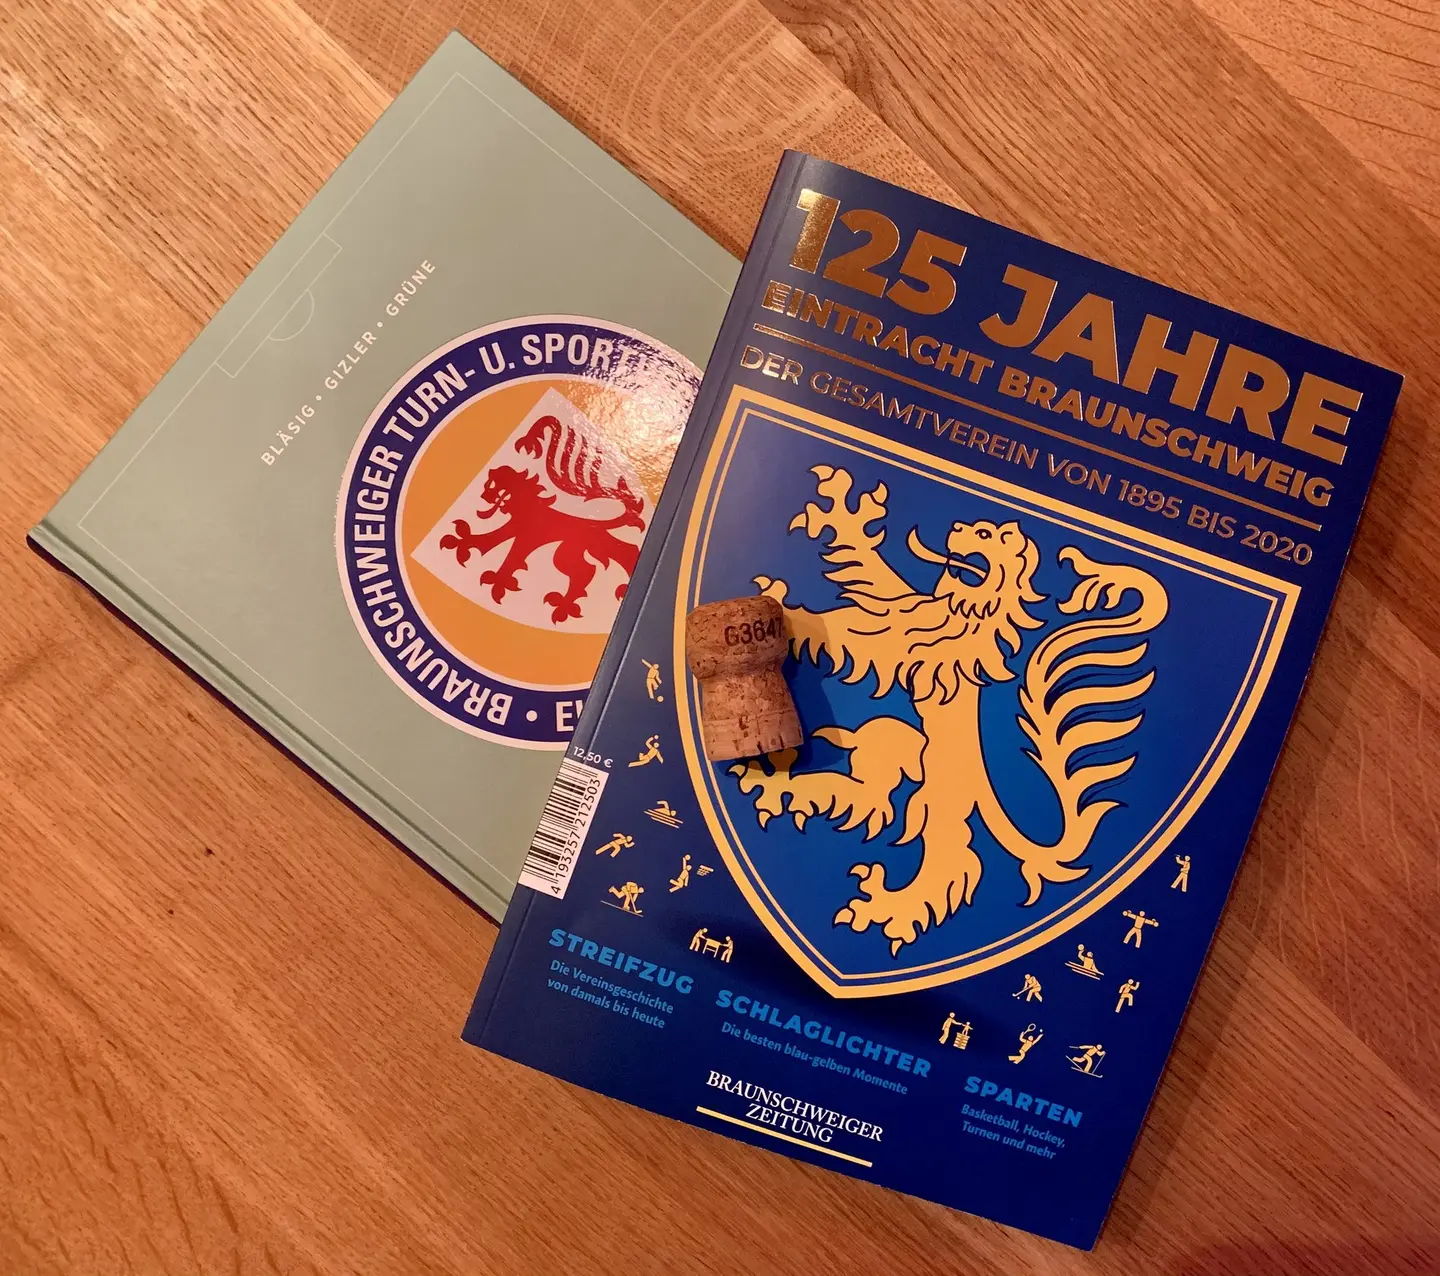 BLÄSIG • GIZLER • GRÜNE
BRAUNSCHWEIGER TURN- U. SPORT
125 JAHRE
EINTRACHT BRAUNSCHWEIG
DER GESAMTVEREIN VON 1895 BIS 2020
G3647
12,50 €
4 193257 212503
STREIFZUG
Die Vereinsgeschichte
von damals bis heute
SCHLAGLICHTER
Die besten blau-gelben Momente
SPARTEN
Basketball, Hockey,
Turnen und mehr
BRAUNSCHWEIGER
ZEITUNG